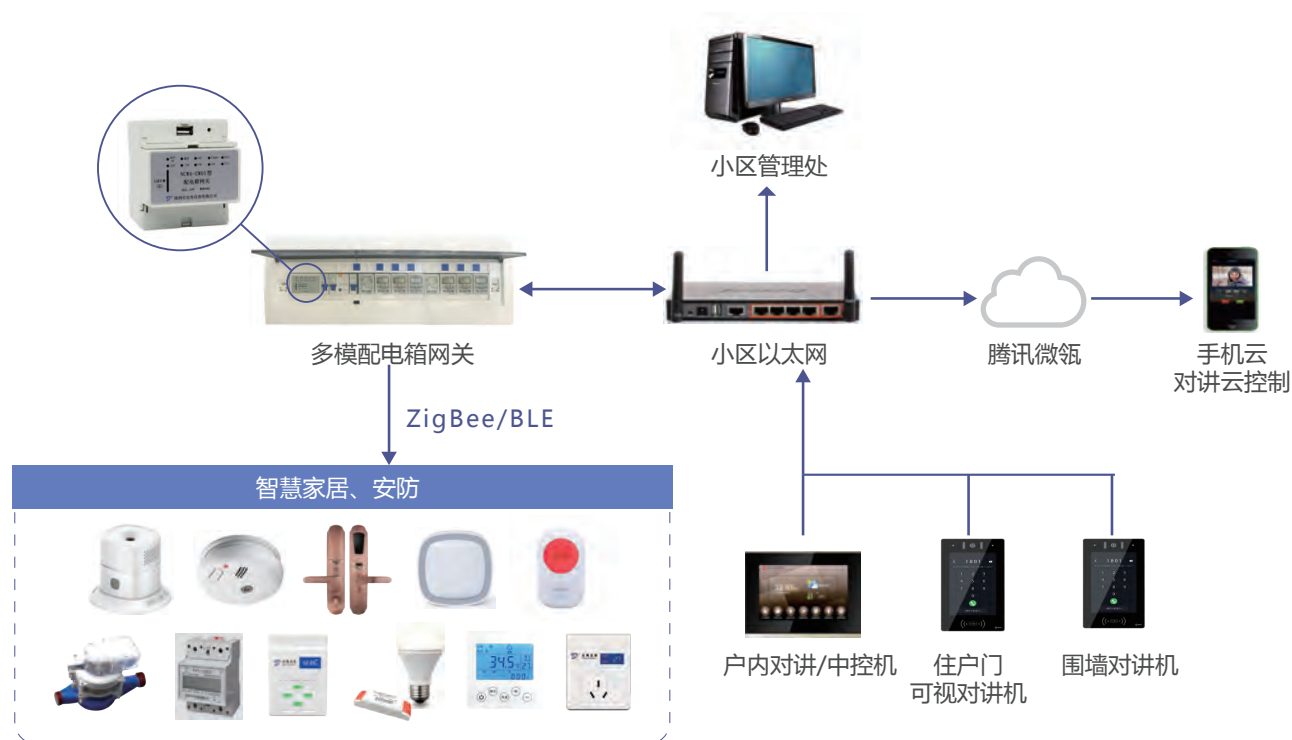 小区管理处
多模配电箱网关
小区以太网
腾讯微瓴
手机云
对讲云控制
ZigBee/BLE
智慧家居、安防
34.5
户内对讲/中控机
住户门
可视对讲机
围墙对讲机